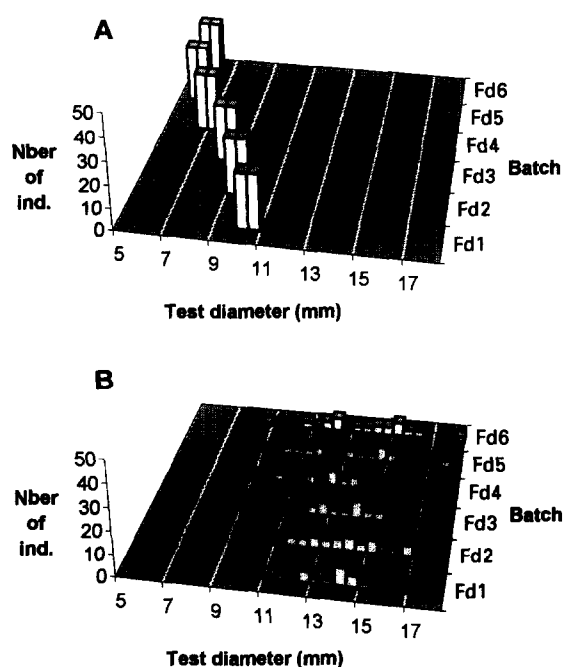 A
50
40
30
20
10
0
Nber
of
ind.
Fd6
Fd5
Fd4
Fd3
Fd2
Fd1
Batch
5 7 9 11 13 15 17
Test diameter (mm)
B
50
40
30
20
10
0
Nber
of
ind.
Fd6
Fd5
Fd4
Fd3
Fd2
Fd1
Batch
5 7 9 11 13 15 17
Test diameter (mm)